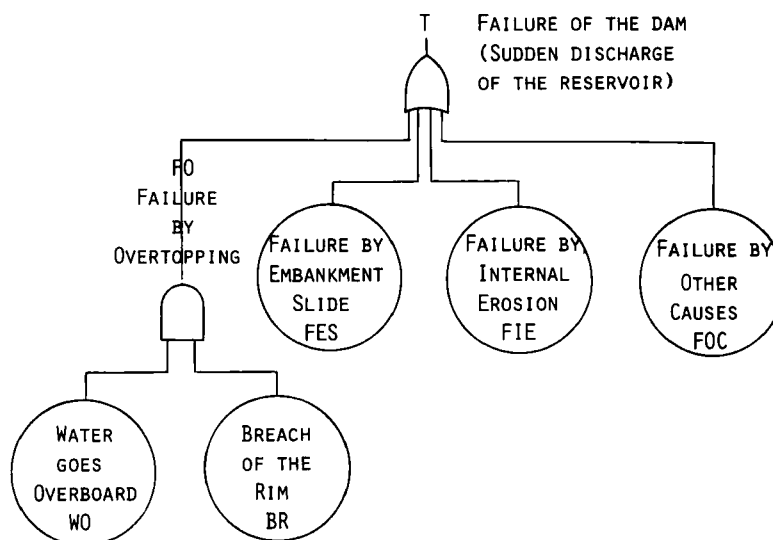 T
FAILURE OF THE DAM
(SUDDEN DISCHARGE
OF THE RESERVOIR)
FO
FAILURE
BY
OVERTOPPING
FAILURE BY
EMBANKMENT
SLIDE
FES
FAILURE BY
INTERNAL
EROSION
FIE
FAILURE BY
OTHER
CAUSES
FOC
WATER
GOES
OVERBOARD
WO
BREACH
OF THE
RIM
BR